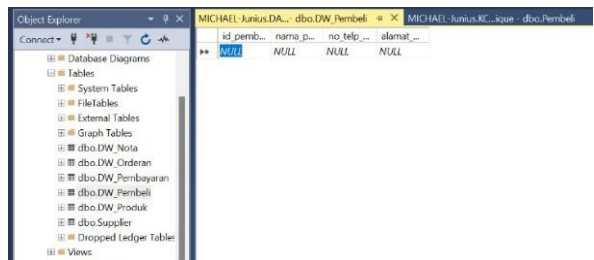 Object Explorer
Connect
Database Diagrams
Tables
System Tables
FileTables
External Tables
Graph Tables
dbo.DW_Nota
dbo.DW_Orderan
dbo.DW_Pembayaran
dbo.DW_Pembeli
dbo.DW_Produk
dbo.Supplier
Dropped Ledger Tables
Views
MICHAEL-Junius.DA...- dbo.DW_Pembeli
MICHAEL-Junius.KC...ique - dbo.Pembeli
id_pemb... nama_p... no_telp_... alamat_...
NULL NULL NULL NULL